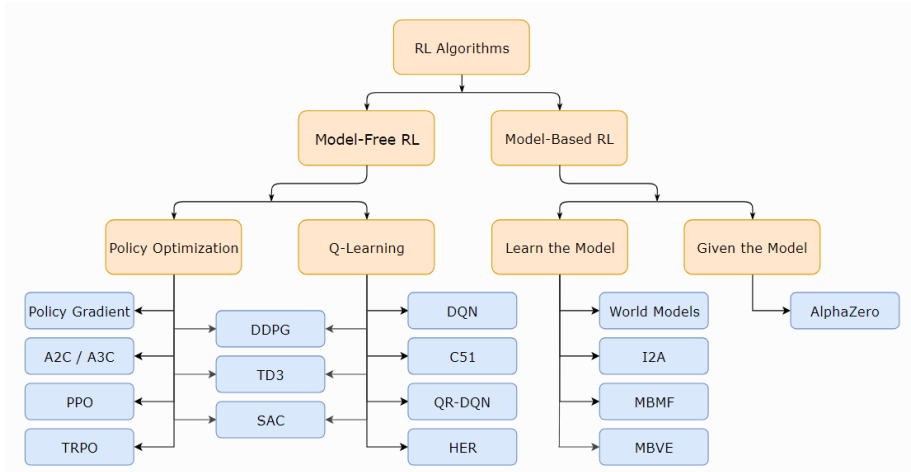 RL Algorithms
Model-Free RL
Model-Based RL
Policy Optimization
Q-Learning
Learn the Model
Given the Model
Policy Gradient
DDPG
DQN
World Models
AlphaZero
A2C / A3C
TD3
C51
I2A
PPO
SAC
QR-DQN
MBMF
TRPO
HER
MBVE